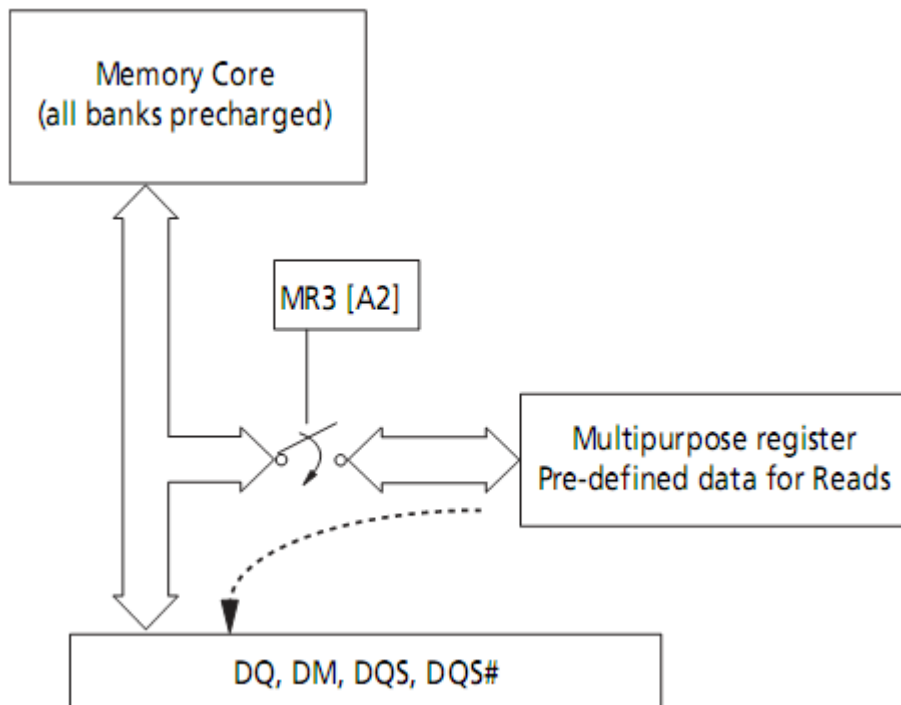 Memory Core
(all banks precharged)
MR3 [A2]
Multipurpose register
Pre-defined data for Reads
DQ, DM, DQS, DQS#